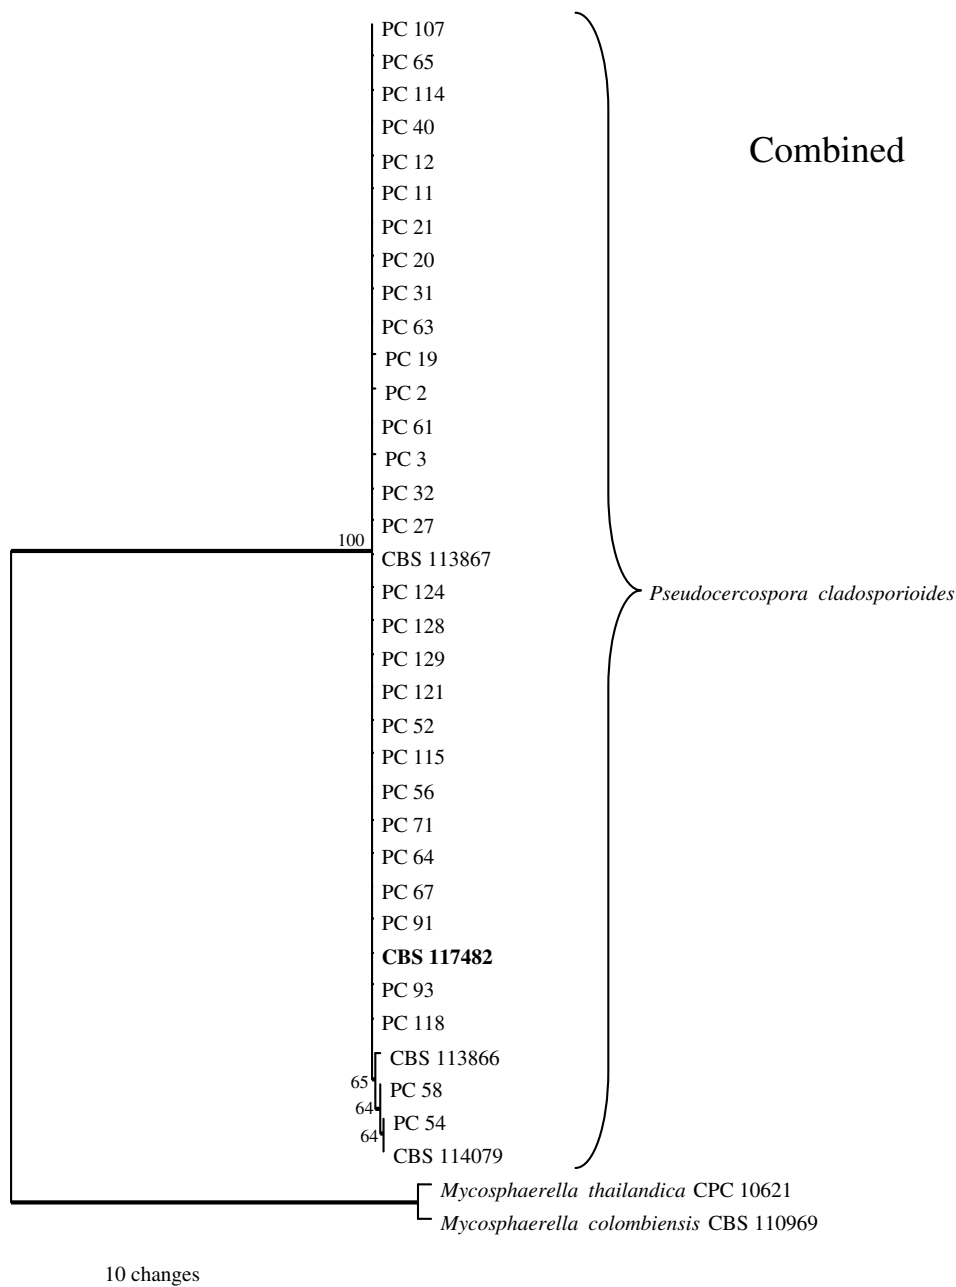 PC 107
PC 65
PC 114
PC 40
Combined
PC 12
PC 11
PC 21
PC 20
PC 31
PC 63
PC 19
PC 2
PC 61
PC 3
PC 32
PC 27
100
CBS 113867
PC 124
Pseudocercospora cladosporioides
PC 128
PC 129
PC 121
PC 52
PC 115
PC 56
PC 71
PC 64
PC 67
PC 91
CBS 117482
PC 93
PC 118
CBS 113866
65
PC 58
64
PC 54
64
CBS 114079
Mycosphaerella thailandica CPC 10621
Mycosphaerella colombiensis CBS 110969
10 changes